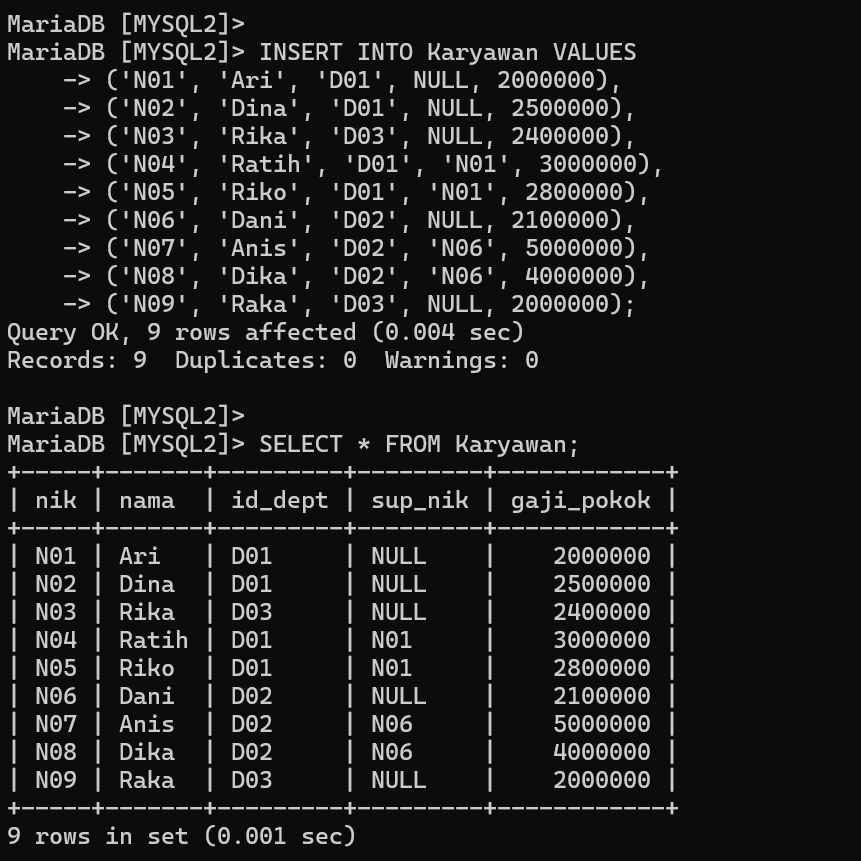 MariaDB [MYSQL2]>
MariaDB [MYSQL2]> INSERT INTO Karyawan VALUES
    -> ('N01', 'Ari', 'D01', NULL, 2000000),
    -> ('N02', 'Dina', 'D01', NULL, 2500000),
    -> ('N03', 'Rika', 'D03', NULL, 2400000),
    -> ('N04', 'Ratih', 'D01', 'N01', 3000000),
    -> ('N05', 'Riko', 'D01', 'N01', 2800000),
    -> ('N06', 'Dani', 'D02', NULL, 2100000),
    -> ('N07', 'Anis', 'D02', 'N06', 5000000),
    -> ('N08', 'Dika', 'D02', 'N06', 4000000),
    -> ('N09', 'Raka', 'D03', NULL, 2000000);
Query OK, 9 rows affected (0.004 sec)
Records: 9  Duplicates: 0  Warnings: 0

MariaDB [MYSQL2]>
MariaDB [MYSQL2]> SELECT * FROM Karyawan;
+-----+-------+---------+---------+------------+
| nik | nama  | id_dept | sup_nik | gaji_pokok |
+-----+-------+---------+---------+------------+
| N01 | Ari   | D01     | NULL    |    2000000 |
| N02 | Dina  | D01     | NULL    |    2500000 |
| N03 | Rika  | D03     | NULL    |    2400000 |
| N04 | Ratih | D01     | N01     |    3000000 |
| N05 | Riko  | D01     | N01     |    2800000 |
| N06 | Dani  | D02     | NULL    |    2100000 |
| N07 | Anis  | D02     | N06     |    5000000 |
| N08 | Dika  | D02     | N06     |    4000000 |
| N09 | Raka  | D03     | NULL    |    2000000 |
+-----+-------+---------+---------+------------+
9 rows in set (0.001 sec)